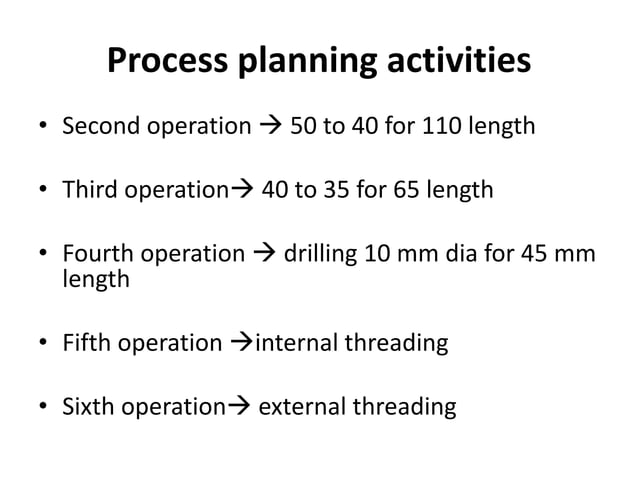 Process planning activities
• Second operation → 50 to 40 for 110 length
• Third operation→ 40 to 35 for 65 length
• Fourth operation → drilling 10 mm dia for 45 mm
length
• Fifth operation →internal threading
• Sixth operation→ external threading